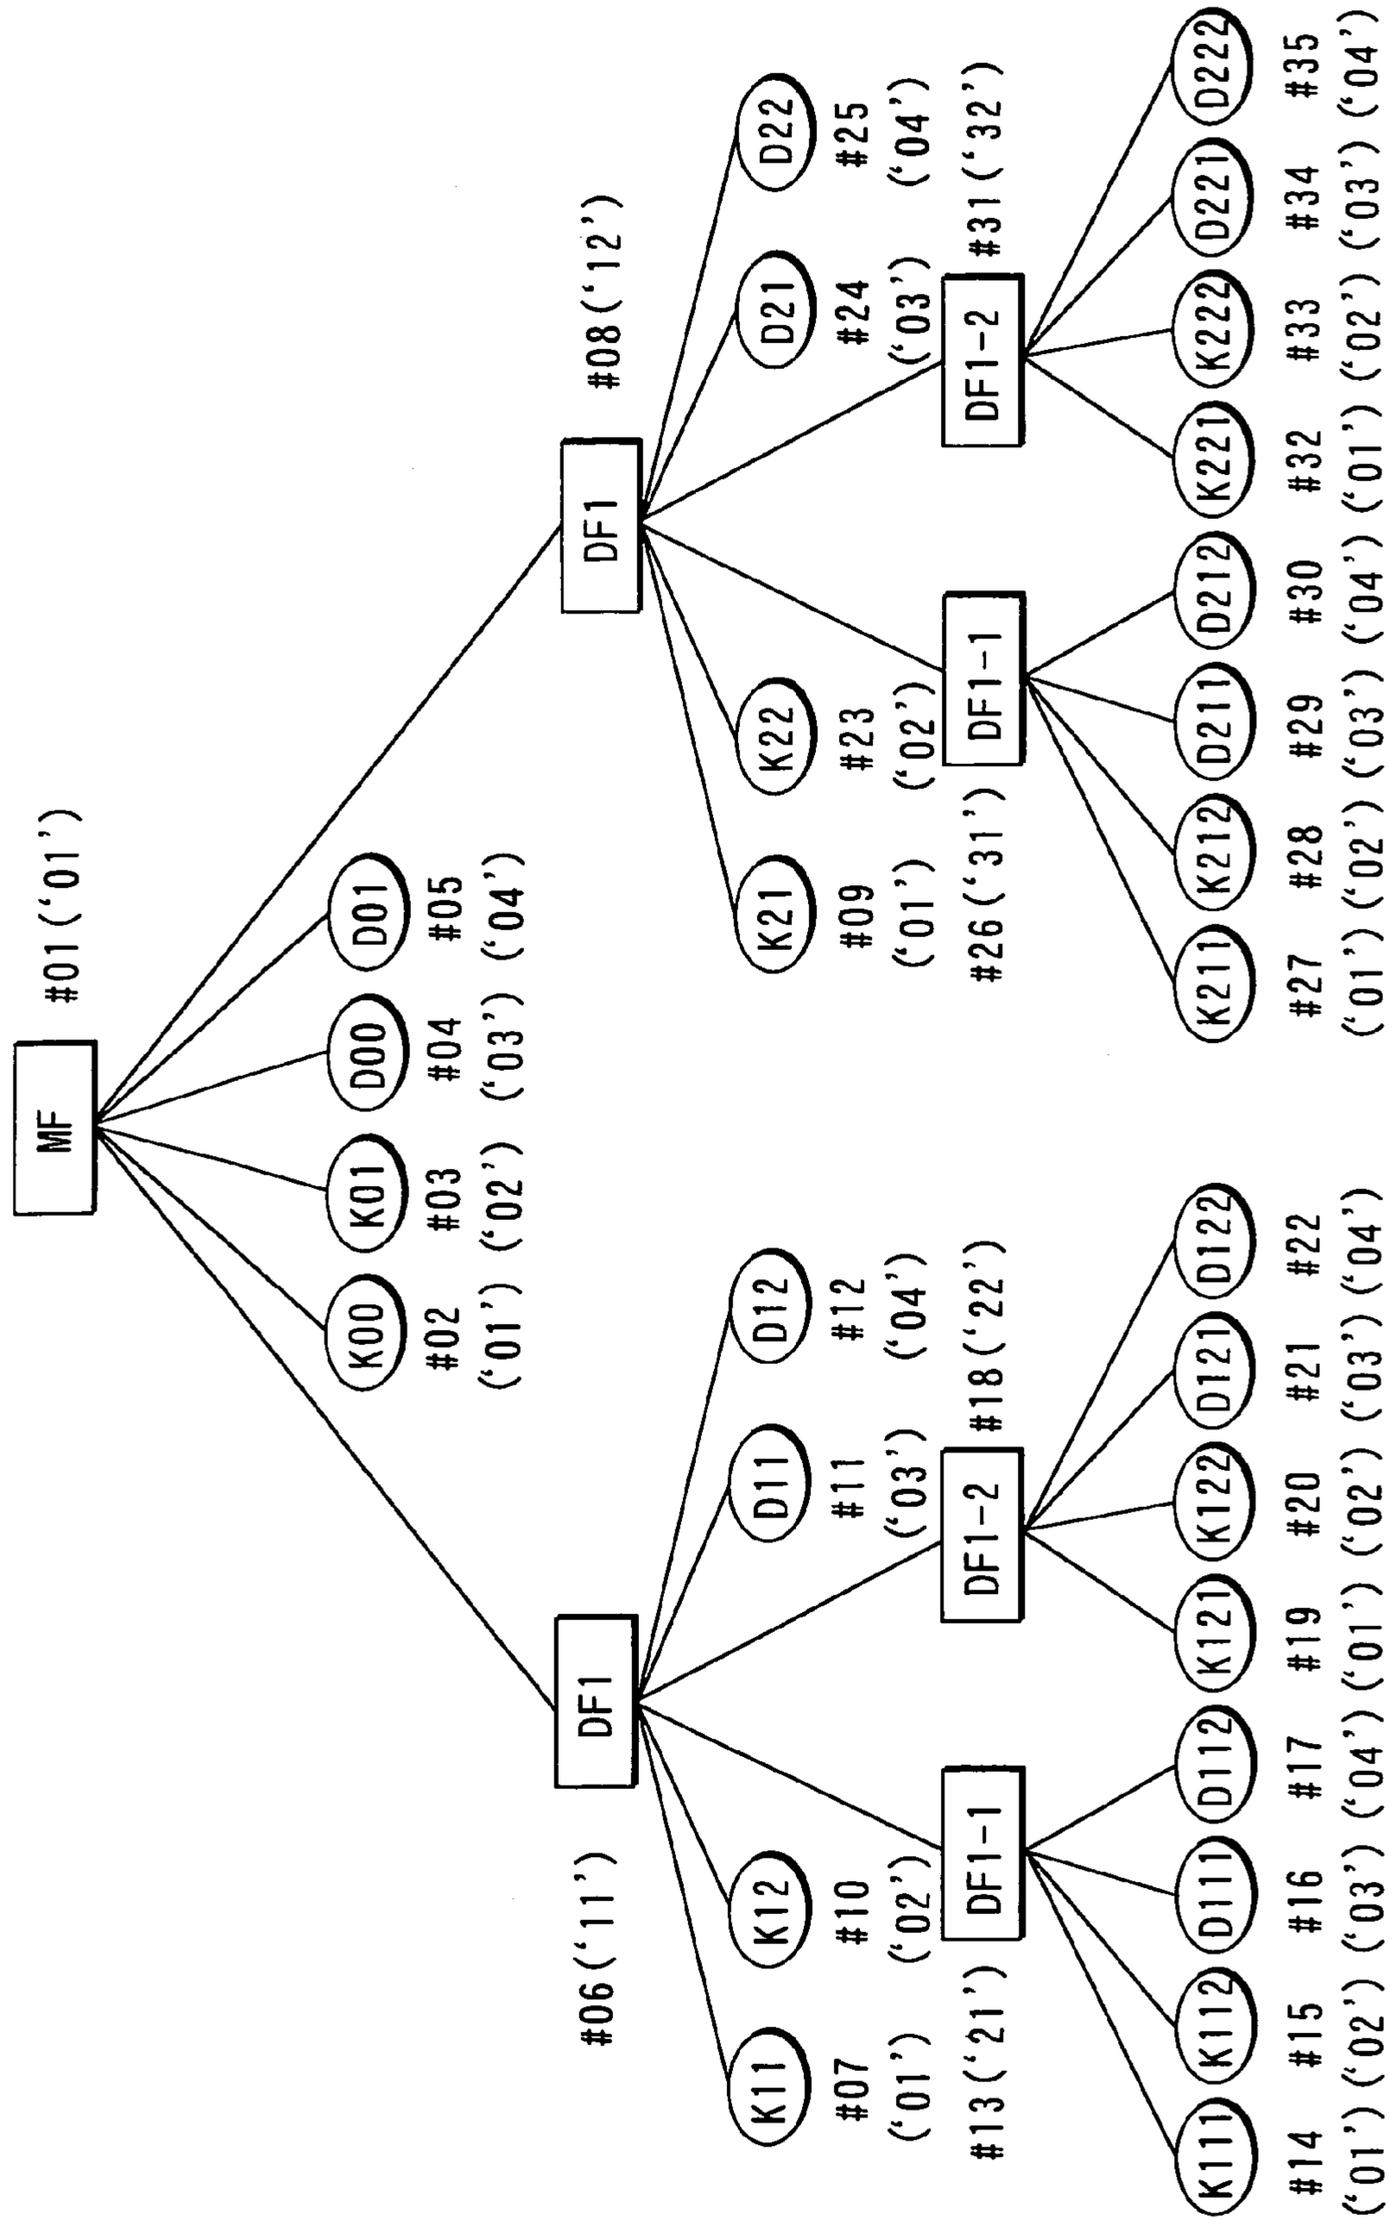 MF #01('01')
K00 K01 D00 D01
#02 #03 #04 #05
('01') ('02') ('03') ('04')
#06('11') DF1 DF1 #08('12')
K11 K12 D11 D12 K21 K22 D21 D22
#07 #10 #11 #12 #09 #23 #24 #25
('01') ('02') ('03') ('04') ('01') ('02') ('03') ('04')
#13('21') DF1-1 DF1-2 #18('22') #26('31') DF1-1 DF1-2 #31('32')
K111 K112 D111 D112 K121 K122 D121 D122 K211 K212 D211 D212 K221 K222 D221 D222
#14 #15 #16 #17 #19 #20 #21 #22 #27 #28 #29 #30 #32 #33 #34 #35
('01') ('02') ('03') ('04') ('01') ('02') ('03') ('04') ('01') ('02') ('03') ('04') ('01') ('02') ('03') ('04')